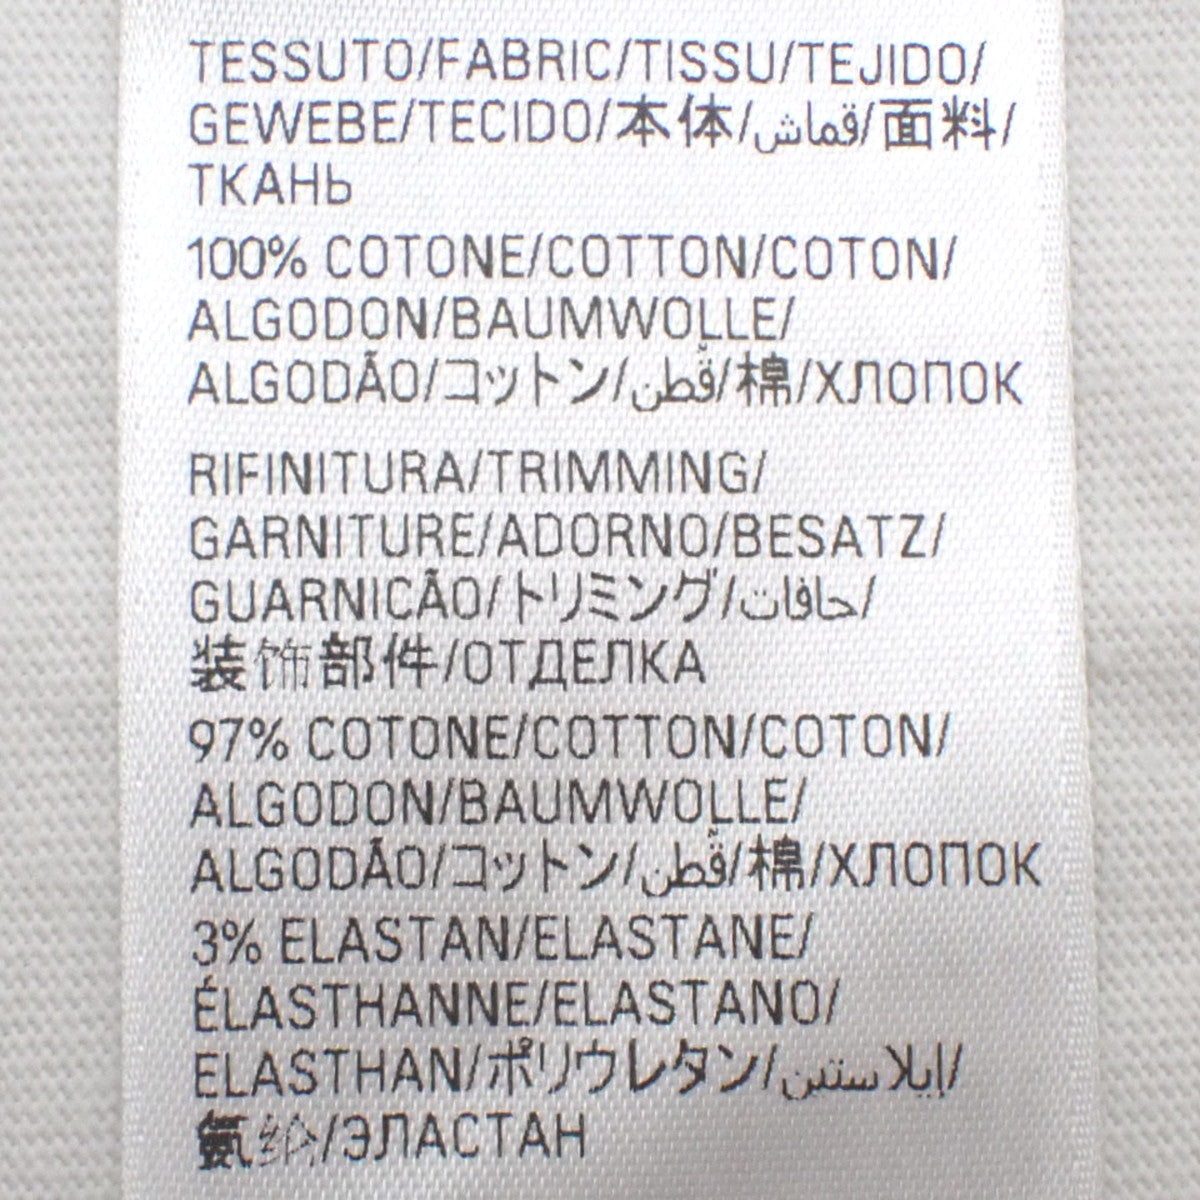 TESSUTO/FABRIC/TISSU/TEJIDO/
GEWEBE/TECIDO/本体/قماش/面料/
ТКАНЬ
100% COTONE/COTTON/COTON/
ALGODON/BAUMWOLLE/
ALGODÃO/コットン/قُطن/棉/ХЛОПОК
RIFINITURA/TRIMMING/
GARNITURE/ADORNO/BESATZ/
GUARNICÃO/トリミング/حافات/
装饰部件/ОТДЕЛКА
97% COTONE/COTTON/COTON/
ALGODON/BAUMWOLLE/
ALGODÃO/コットン/قُطن/棉/ХЛОПОК
3% ELASTAN/ELASTANE/
ÉLASTHANNE/ELASTANO/
ELASTHAN/ポリウレタン/إيلاستين/
氨纶/ЭЛАСТАН